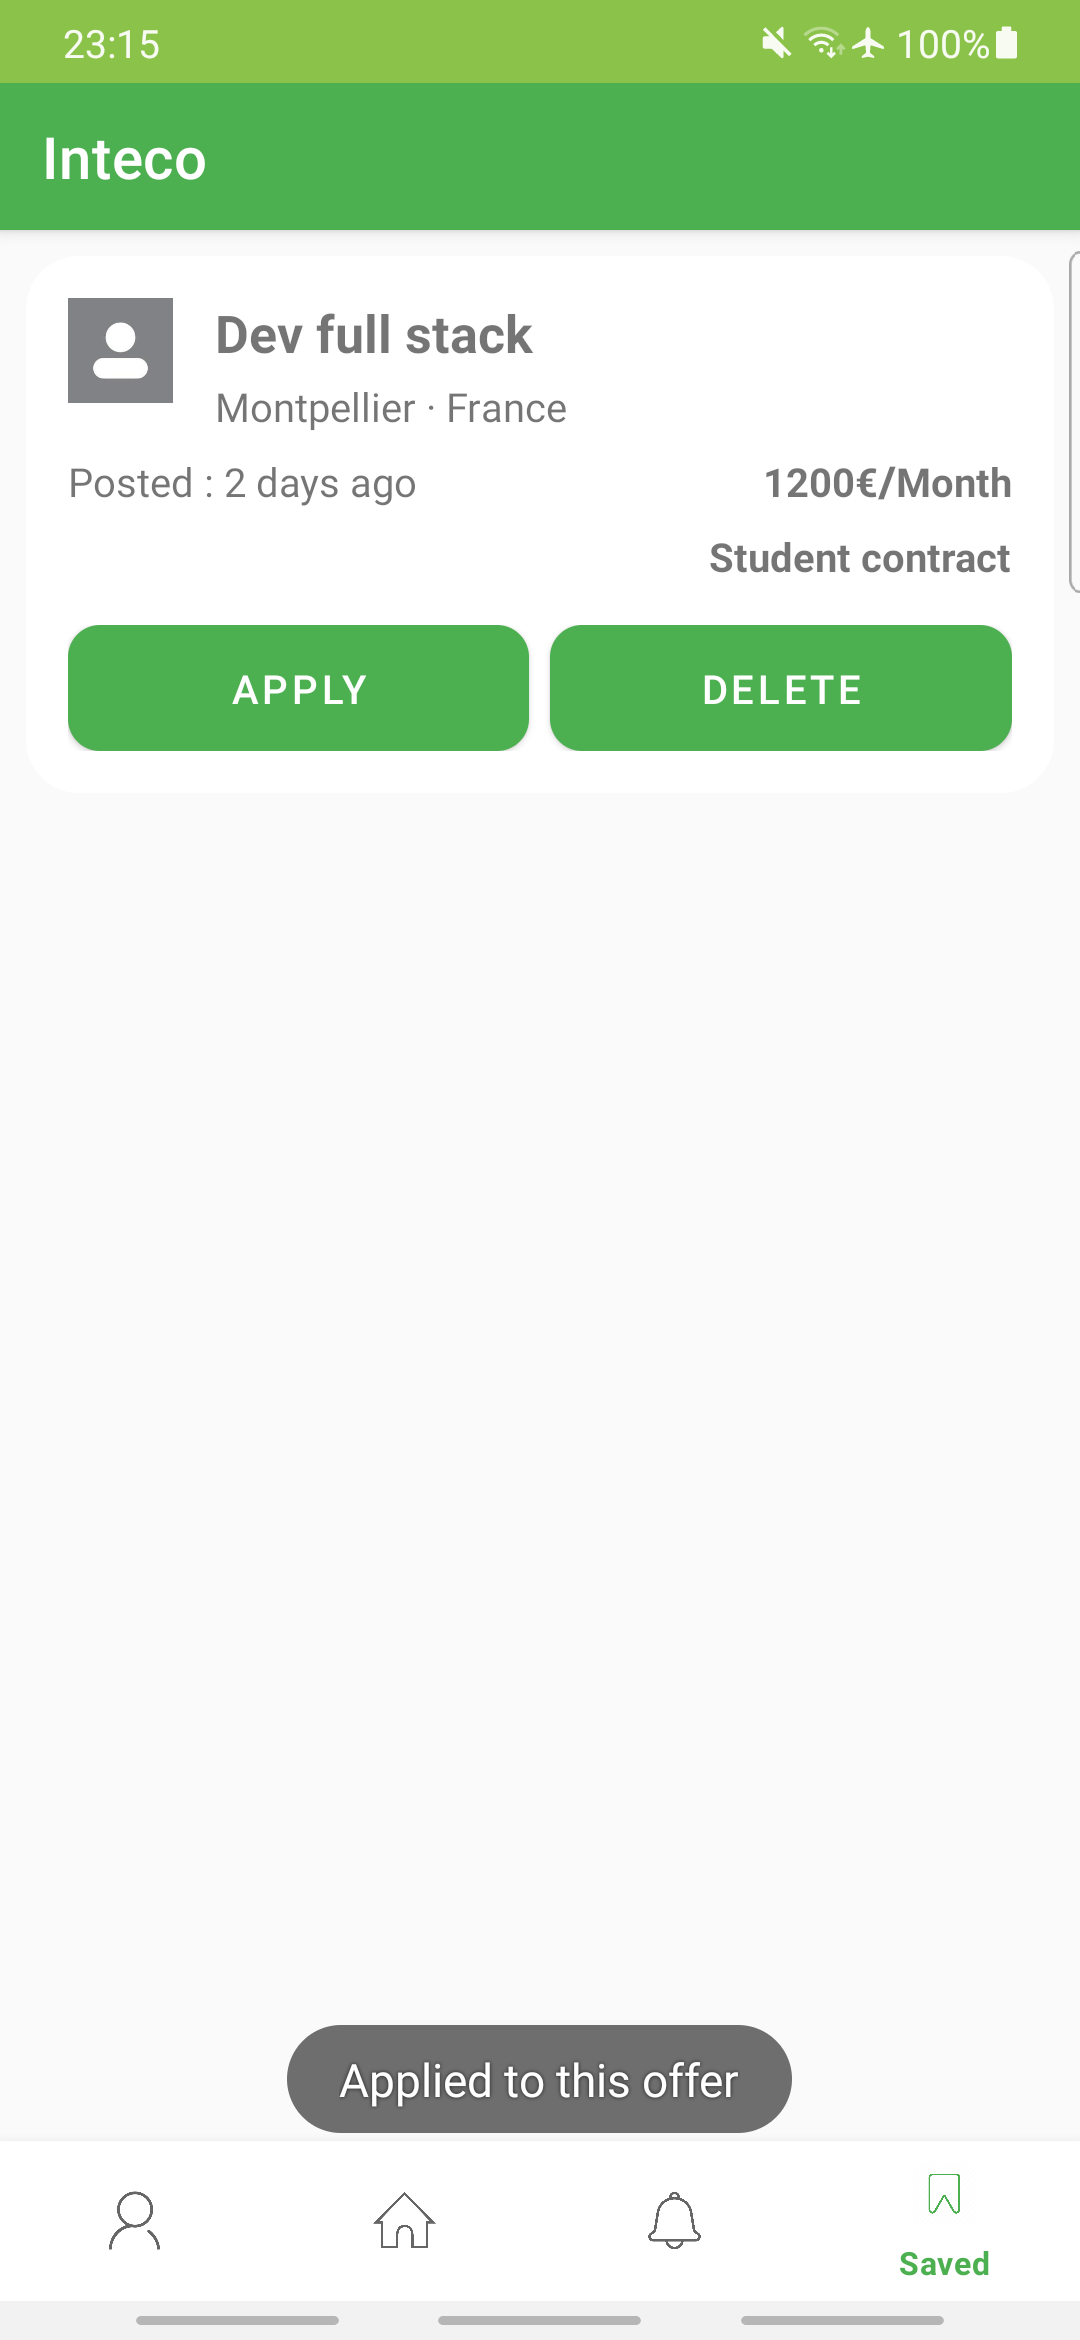 23:15
100%
Inteco
Dev full stack
Montpellier · France
Posted : 2 days ago
1200€/Month
Student contract
APPLY
DELETE
Applied to this offer
Saved